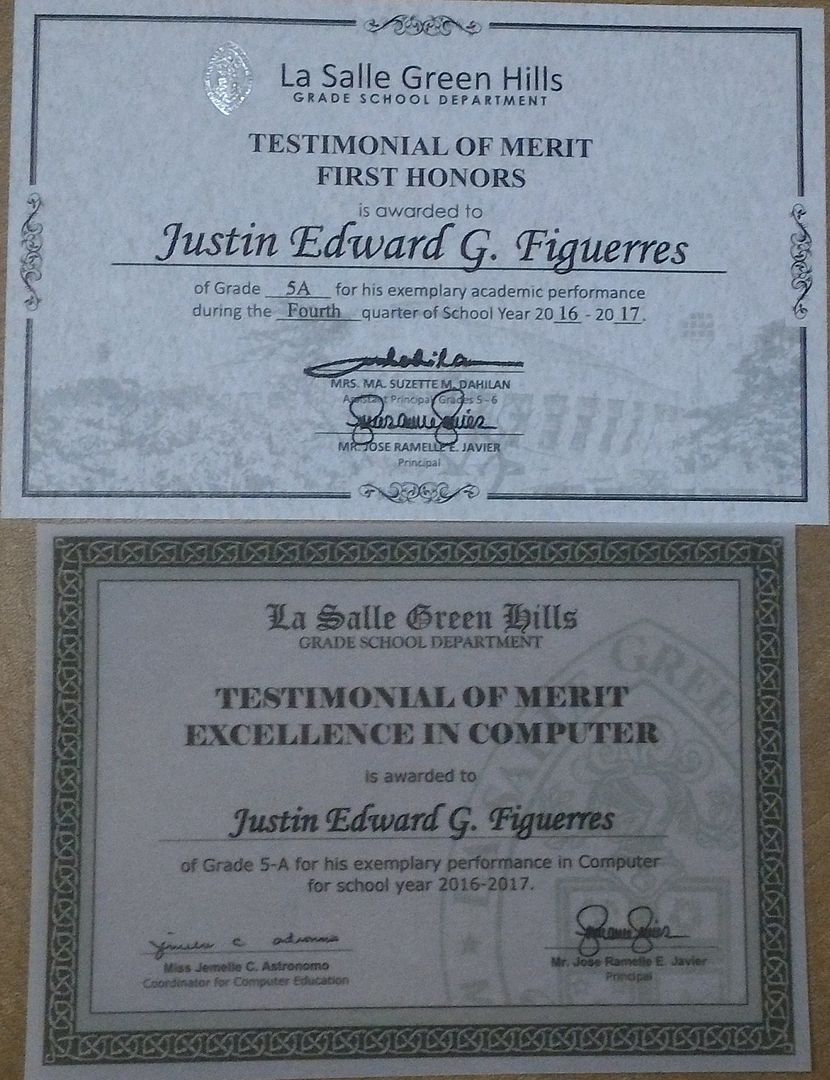 La Salle Green Hills
GRADE SCHOOL DEPARTMENT
TESTIMONIAL OF MERIT
FIRST HONORS
is awarded to
Justin Edward G. Figuerres
of Grade 5A for his exemplary academic performance
during the Fourth quarter of School Year 2016 - 2017.
MRS. MA. SUZETTE M. DAHILAN
Assistant Principal Grades 5 - 6
MR. JOSE RAMELLE E. JAVIER
Principal
La Salle Green Hills
GRADE SCHOOL DEPARTMENT
TESTIMONIAL OF MERIT
EXCELLENCE IN COMPUTER
is awarded to
Justin Edward G. Figuerres
of Grade 5-A for his exemplary performance in Computer
for school year 2016-2017.
Miss Jemelie C. Astronomo
Coordinator for Computer Education
Mr. Jose Ramelle E. Javier
Principal